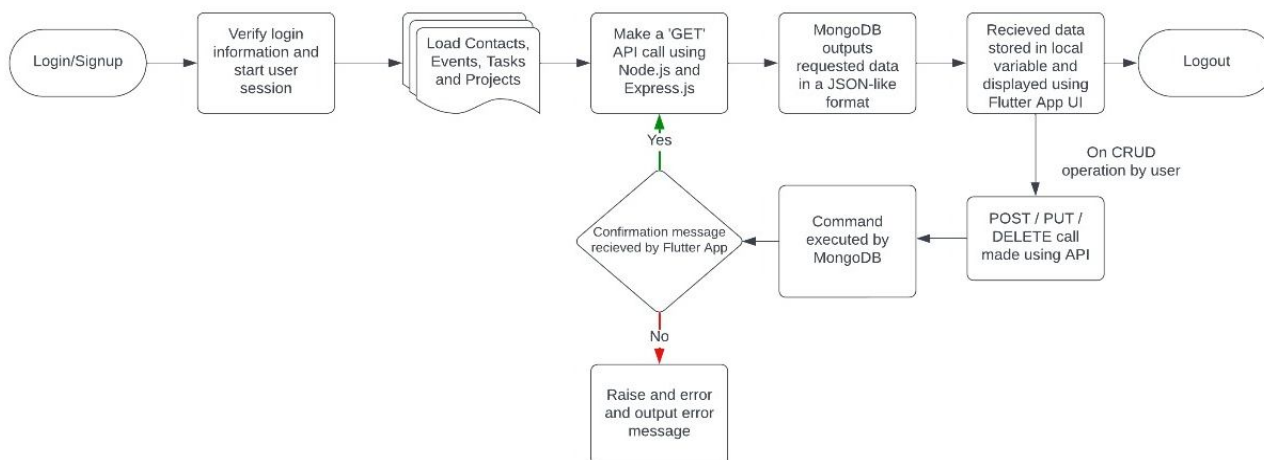 Login/Signup
Verify login
information and
start user
session
Load Contacts,
Events, Tasks
and Projects
Make a 'GET'
API call using
Node.js and
Express.js
MongoDB
outputs
requested data
in a JSON-like
format
Recieved data
stored in local
variable and
displayed using
Flutter App UI
Logout
Yes
On CRUD
operation by user
Confirmation message
recieved by Flutter App
Command
executed by
MongoDB
POST / PUT /
DELETE call
made using API
No
Raise and error
and output error
message